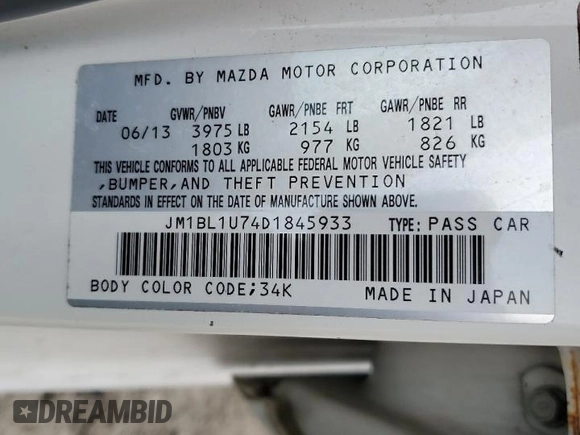 MFD. BY MAZDA MOTOR CORPORATION
DATE GVWR/PNBV GAWR/PNBE FRT GAWR/PNBE RR
06/13 3975 LB 2154 LB 1821 LB
1803 KG 977 KG 826 KG
THIS VEHICLE CONFORMS TO ALL APPLICABLE FEDERAL MOTOR VEHICLE SAFETY
,BUMPER,AND THEFT PREVENTION
STANDARDS IN EFFECT ON THE DATE OF MANUFACTURE SHOWN ABOVE.
JM1BL1U74D1845933 TYPE: PASS CAR
BODY COLOR CODE;34K MADE IN JAPAN
DREAMBID